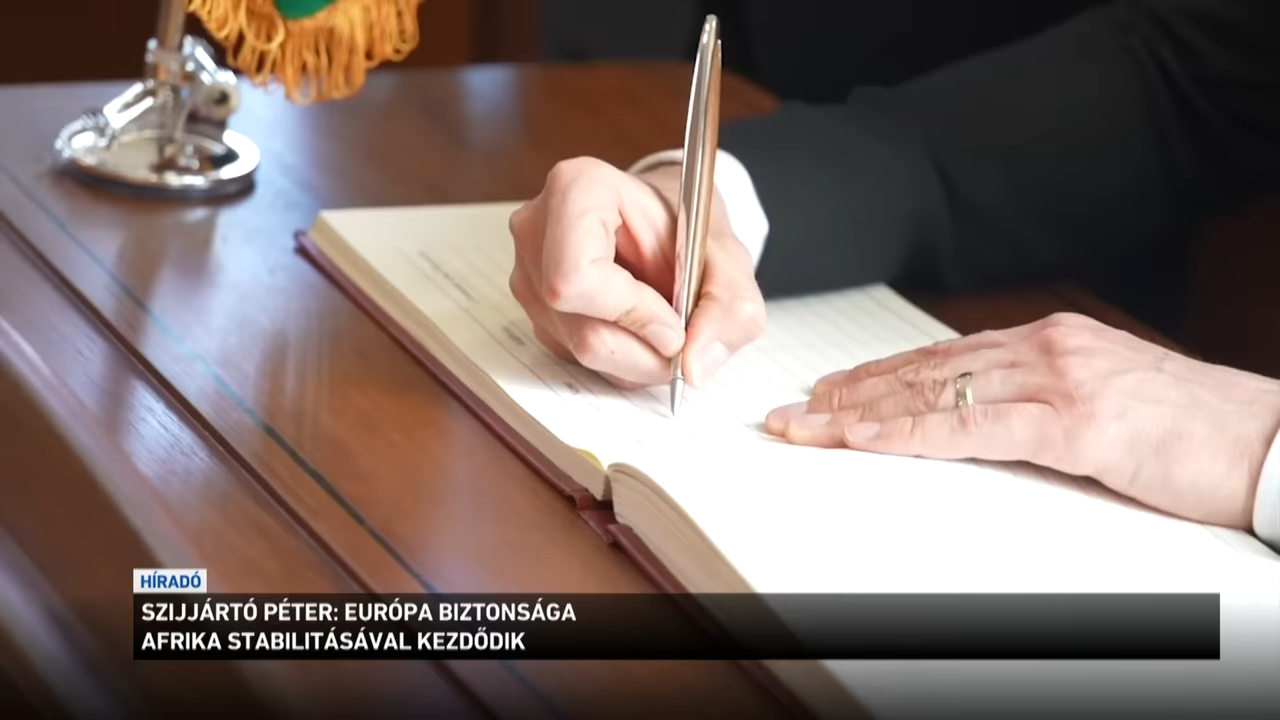 HÍRADÓ
SZIJJÁRTÓ PÉTER: EURÓPA BIZTONSÁGA
AFRIKA STABILITÁSÁVAL KEZDŐDIK